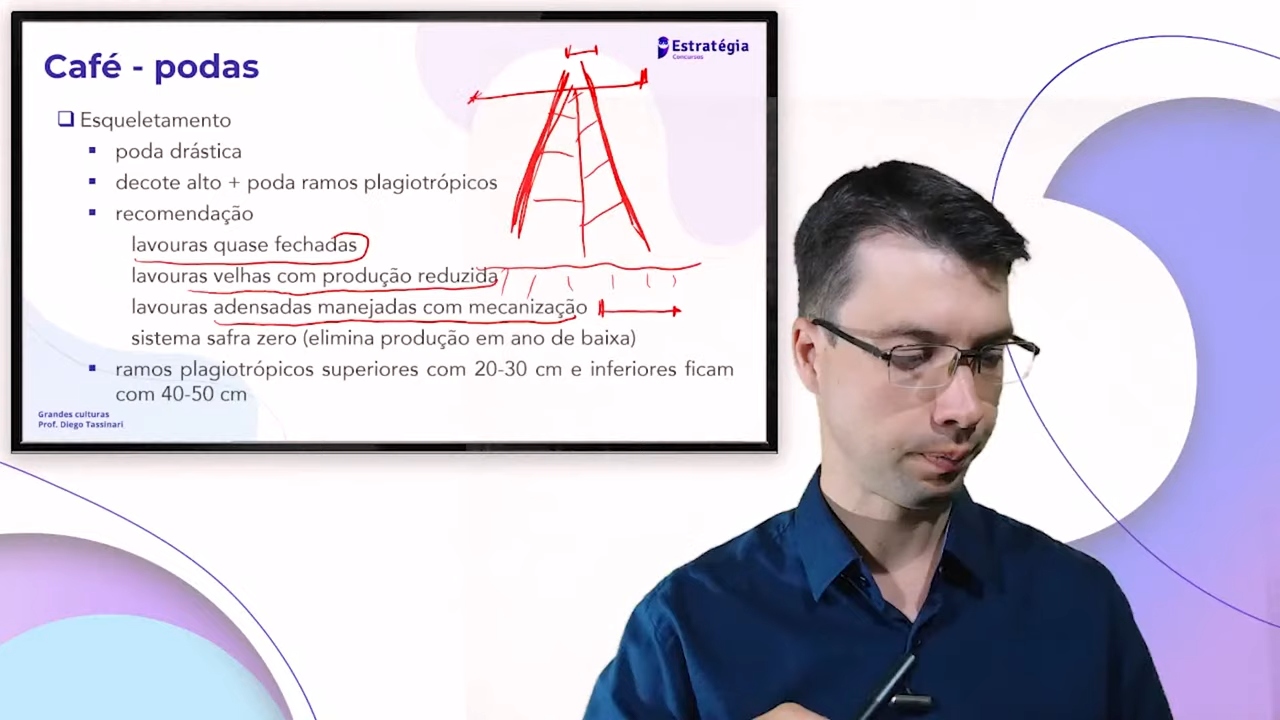 Café - podas
Estratégia
Concursos
Esqueletamento
poda drástica
decote alto + poda ramos plagiotrópicos
recomendação
lavouras quase fechadas
lavouras velhas com produção reduzida
lavouras adensadas manejadas com mecanização
sistema safra zero (elimina produção em ano de baixa)
ramos plagiotrópicos superiores com 20-30 cm e inferiores ficam
com 40-50 cm
Grandes culturas
Prof. Diego Tassinari